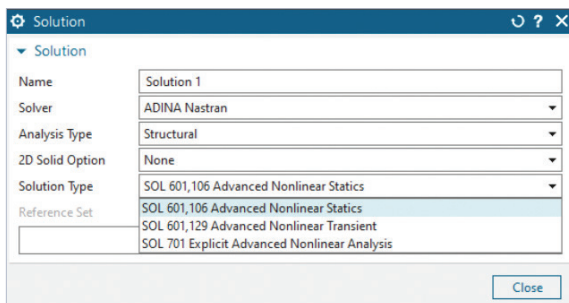 Solution
?
Solution
Name Solution 1
Solver ADINA Nastran
Analysis Type Structural
2D Solid Option None
Solution Type SOL 601,106 Advanced Nonlinear Statics
Reference Set SOL 601,106 Advanced Nonlinear Statics
SOL 601,129 Advanced Nonlinear Transient
SOL 701 Explicit Advanced Nonlinear Analysis
Close